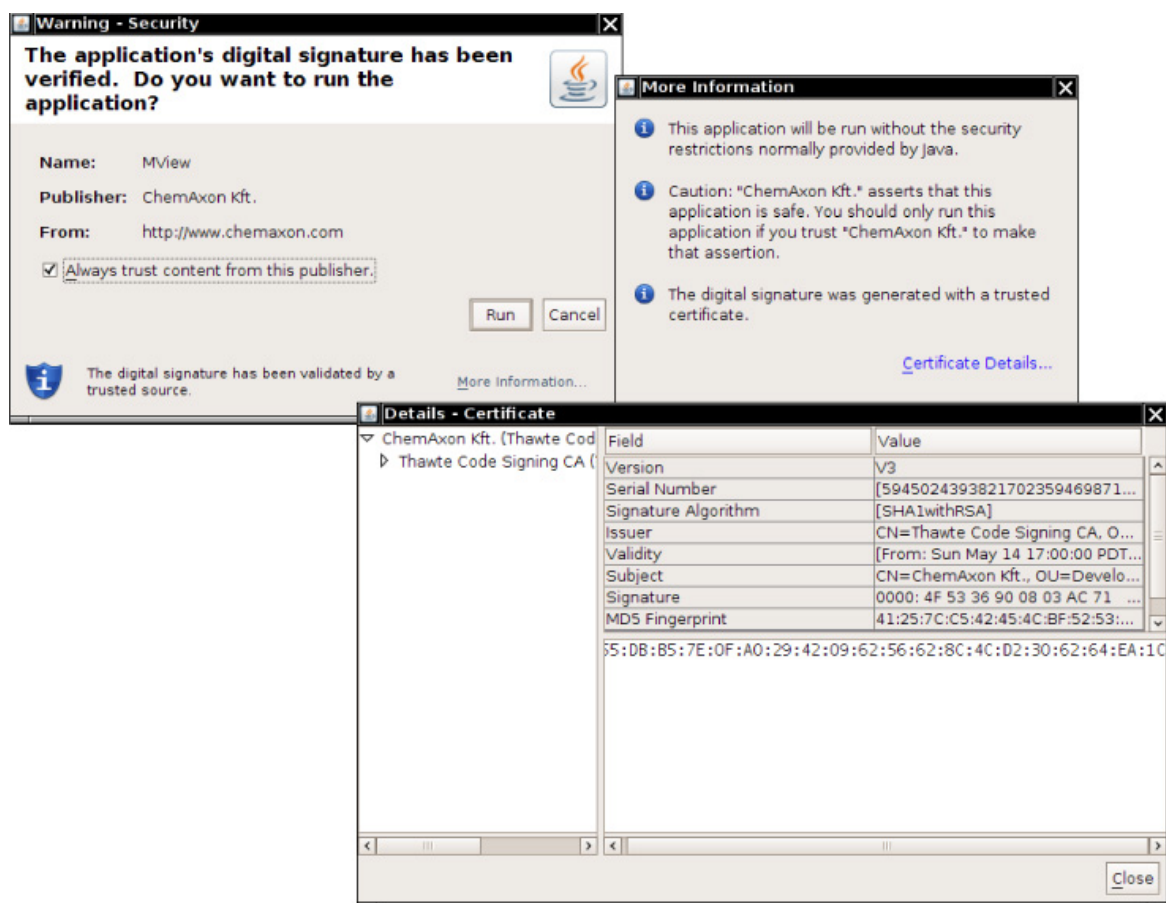 Warning - Security
The application's digital signature has been
verified. Do you want to run the
application?
Name: MView
Publisher: ChemAxon Kft.
From: http://www.chemaxon.com
Always trust content from this publisher.
Run Cancel
The digital signature has been validated by a
trusted source.
More Information...
More Information
This application will be run without the security
restrictions normally provided by Java.
Caution: "ChemAxon Kft." asserts that this
application is safe. You should only run this
application if you trust "ChemAxon Kft." to make
that assertion.
The digital signature was generated with a trusted
certificate.
Certificate Details...
Details - Certificate
ChemAxon Kft. (Thawte Cod
Thawte Code Signing CA (
Field Value
Version V3
Serial Number [5945024393821702359469871...
Signature Algorithm [SHA1withRSA]
Issuer CN=Thawte Code Signing CA, O...
Validity [From: Sun May 14 17:00:00 PDT...
Subject CN=ChemAxon Kft., OU=Develo...
Signature 0000: 4F 53 36 90 08 03 AC 71 ...
MD5 Fingerprint 41:25:7C:C5:42:45:4C:BF:52:53:...
55:DB:B5:7E:0F:A0:29:42:09:62:56:62:8C:4C:D2:30:62:64:EA:1C
Close